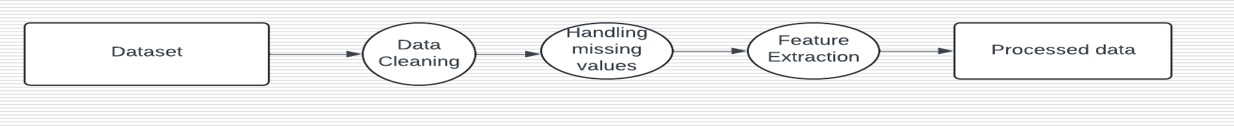 Dataset
Data
Cleaning
Handling
missing
values
Feature
Extraction
Processed data